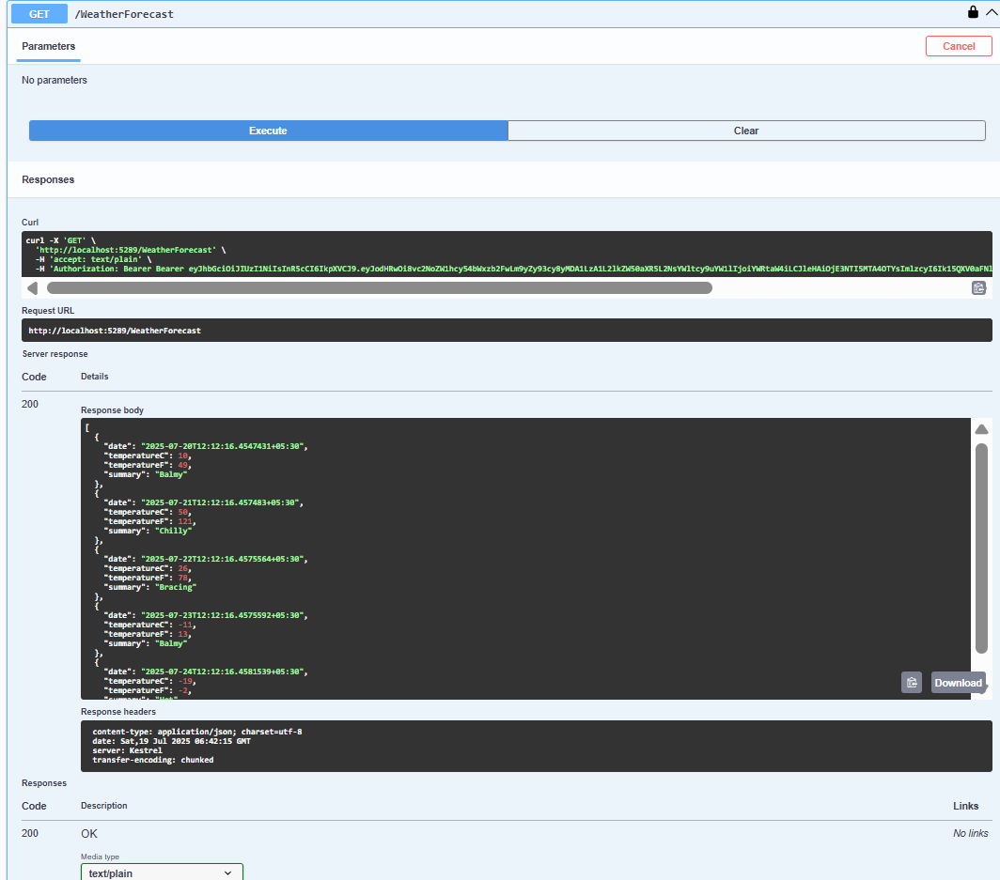 GET /WeatherForecast
Parameters
Cancel
No parameters
Execute
Clear
Responses
Curl
curl -X 'GET' \
'http://localhost:5289/WeatherForecast' \
-H 'accept: text/plain' \
-H 'Authorization: Bearer Bearer
Request URL
http://localhost:5289/WeatherForecast
Server response
Code Details
200
Response body
[
{
"date": "2025-07-20T12:12:16.4547431+05:30",
"temperatureC": 10,
"temperatureF": 49,
"summary": "Balmy"
},
{
"date": "2025-07-21T12:12:16.457483+05:30",
"temperatureC": 50,
"temperatureF": 121,
"summary": "Chilly"
},
{
"date": "2025-07-22T12:12:16.4575564+05:30",
"temperatureC": 26,
"temperatureF": 78,
"summary": "Bracing"
},
{
"date": "2025-07-23T12:12:16.4575592+05:30",
"temperatureC": -11,
"temperatureF": 13,
"summary": "Balmy"
},
{
"date": "2025-07-24T12:12:16.4581539+05:30",
"temperatureC": -19,
"temperatureF": -2,
"summary": "Hot"
Download
Response headers
content-type: application/json; charset=utf-8
date: Sat,19 Jul 2025 06:42:15 GMT
server: Kestrel
transfer-encoding: chunked
Responses
Code Description Links
200 OK No links
Media type
text/plain